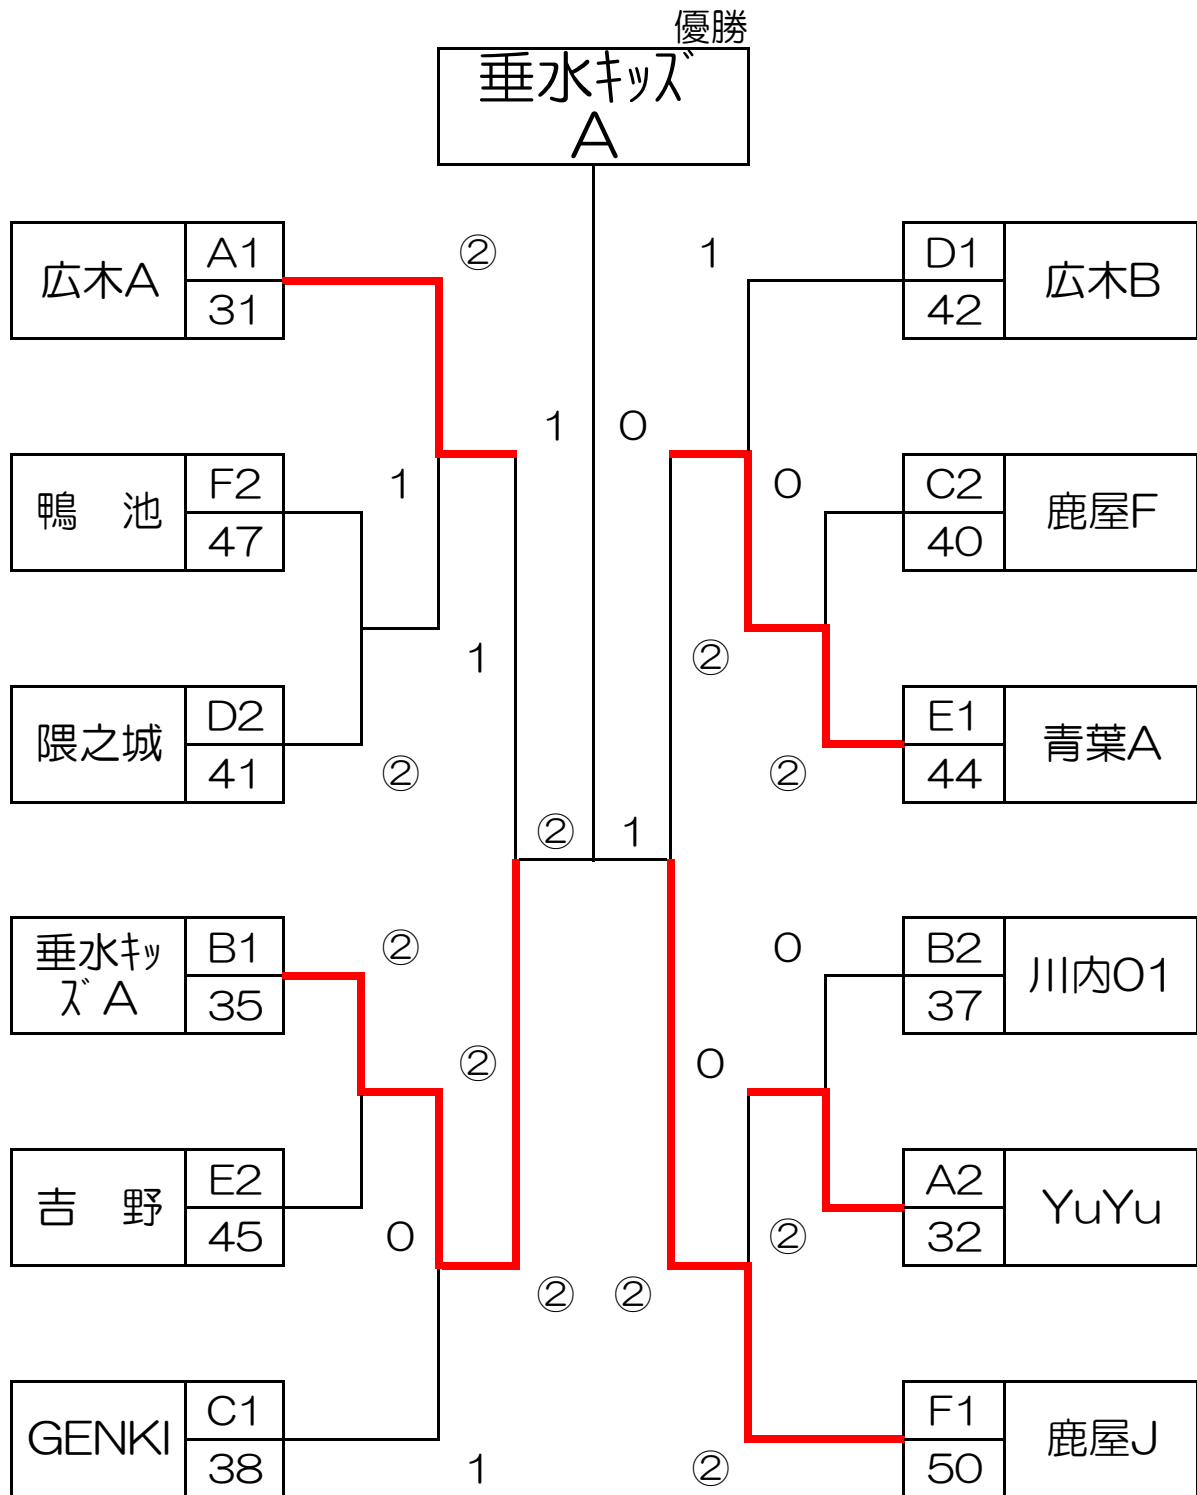 優勝
垂水ｷｯｽﾞ
A
広木A
A1
31
②
1
D1
42
広木B
1
0
鴨　池
F2
47
1
0
C2
40
鹿屋F
1
②
隈之城
D2
41
②
②
E1
44
青葉A
②
1
垂水ｷｯ
ｽﾞA
B1
35
②
0
B2
37
川内01
②
0
吉　野
E2
45
0
②
A2
32
YuYu
②
②
GENKI
C1
38
1
②
F1
50
鹿屋J